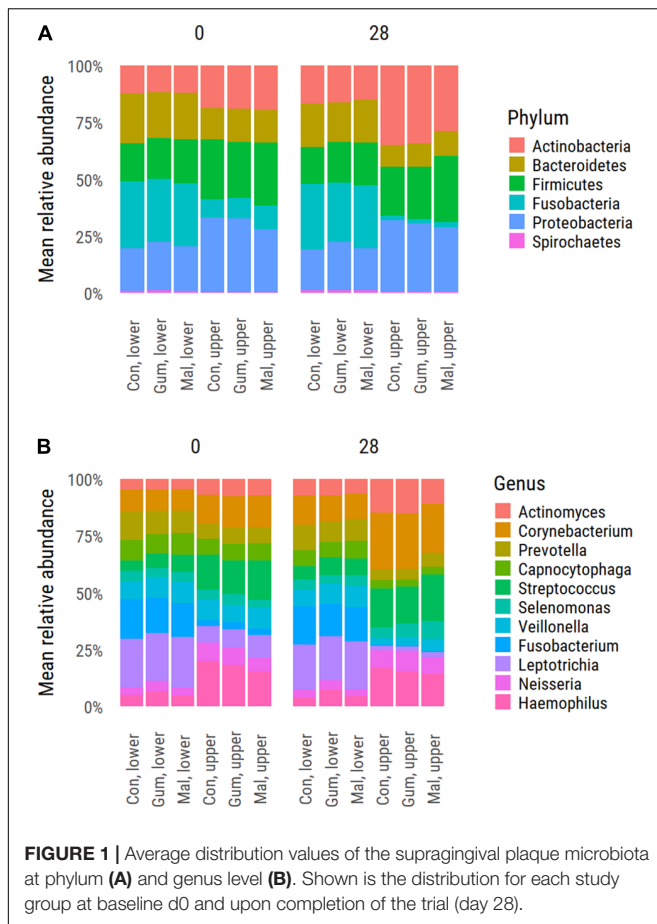 A
0 28
100%
75%
50%
25%
0%
Mean relative abundance
Con, lower
Gum, lower
Mal, lower
Con, upper
Gum, upper
Mal, upper
Con, lower
Gum, lower
Mal, lower
Con, upper
Gum, upper
Mal, upper
Phylum
Actinobacteria
Bacteroidetes
Firmicutes
Fusobacteria
Proteobacteria
Spirochaetes
B
0 28
100%
75%
50%
25%
0%
Mean relative abundance
Con, lower
Gum, lower
Mal, lower
Con, upper
Gum, upper
Mal, upper
Con, lower
Gum, lower
Mal, lower
Con, upper
Gum, upper
Mal, upper
Genus
Actinomyces
Corynebacterium
Prevotella
Capnocytophaga
Streptococcus
Selenomonas
Veillonella
Fusobacterium
Leptotrichia
Neisseria
Haemophilus
FIGURE 1 | Average distribution values of the supragingival plaque microbiota
at phylum (A) and genus level (B). Shown is the distribution for each study
group at baseline d0 and upon completion of the trial (day 28).